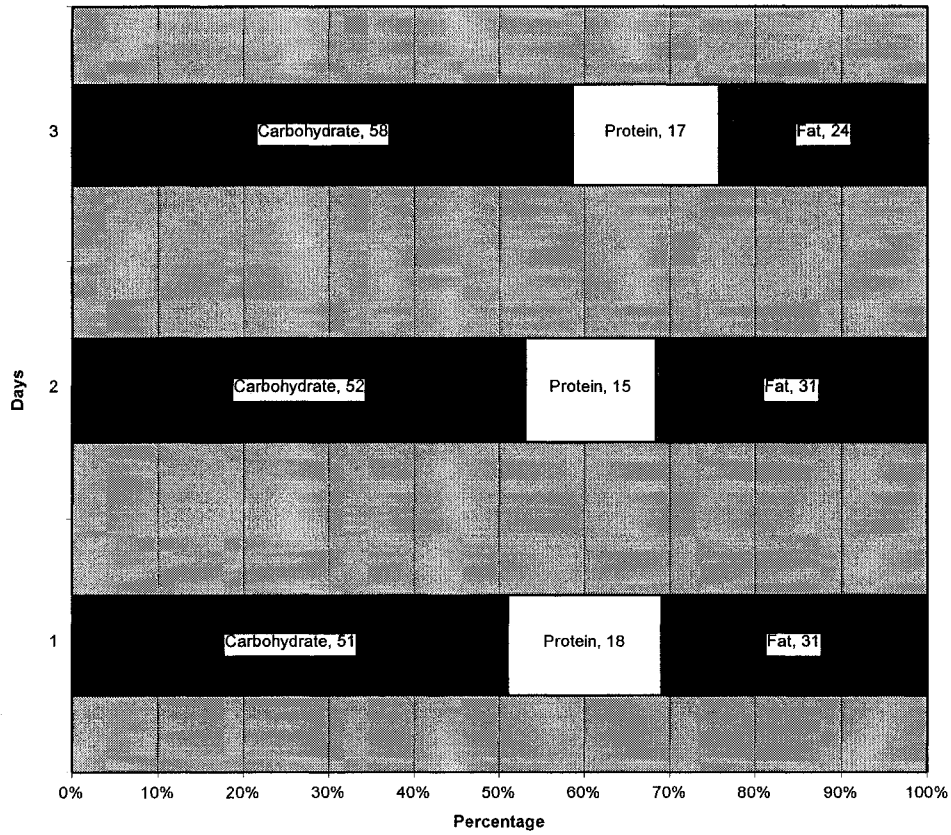 3
Carbohydrate, 58
Protein, 17
Fat, 24
Days
2
Carbohydrate, 52
Protein, 15
Fat, 31
1
Carbohydrate, 51
Protein, 18
Fat, 31
0% 10% 20% 30% 40% 50% 60% 70% 80% 90% 100%
Percentage